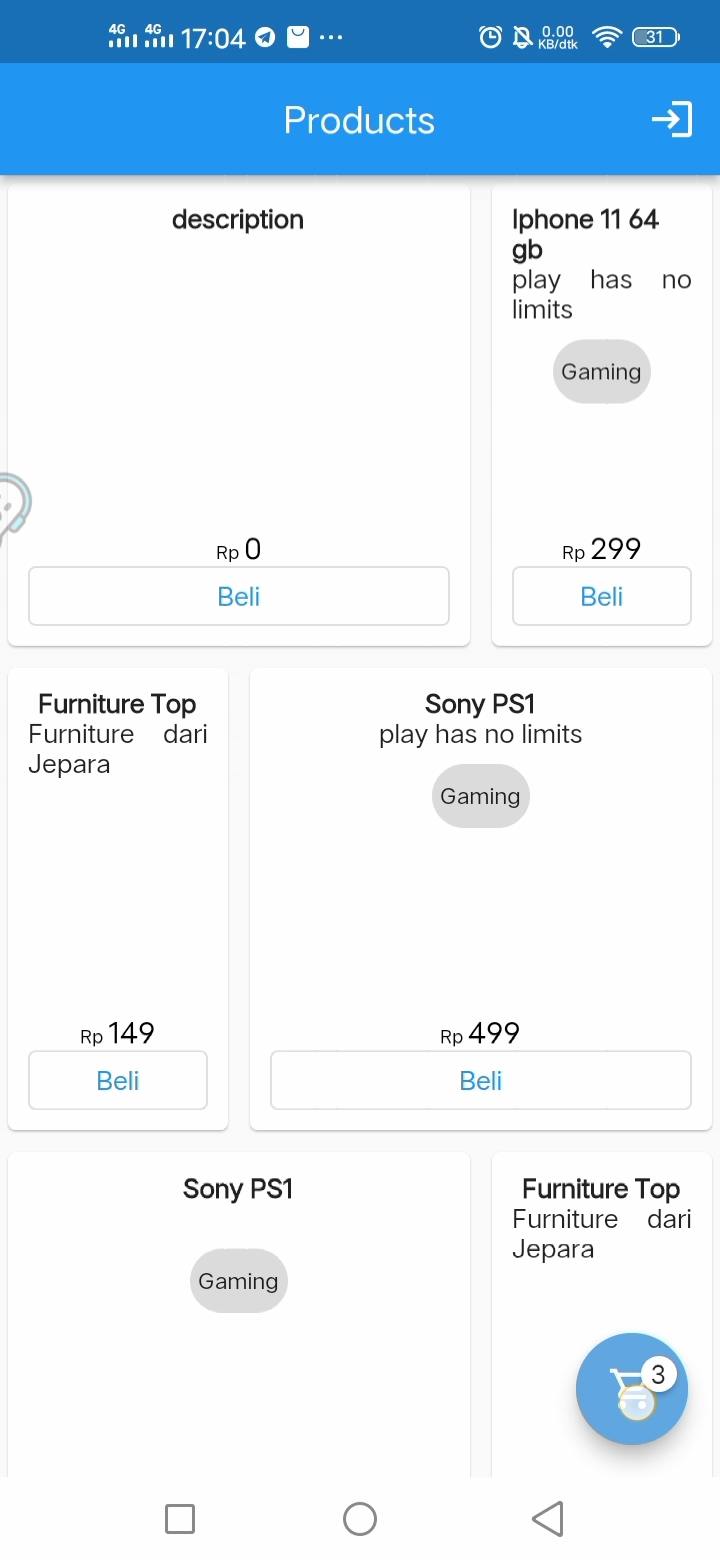 4G 4G 17:04 ... 0.00 KB/dtk 31
Products
description
Rp 0
Beli
Iphone 11 64
gb
play has no
limits
Gaming
Rp 299
Beli
Furniture Top
Furniture dari
Jepara
Rp 149
Beli
Sony PS1
play has no limits
Gaming
Rp 499
Beli
Sony PS1
Gaming
Furniture Top
Furniture dari
Jepara
3